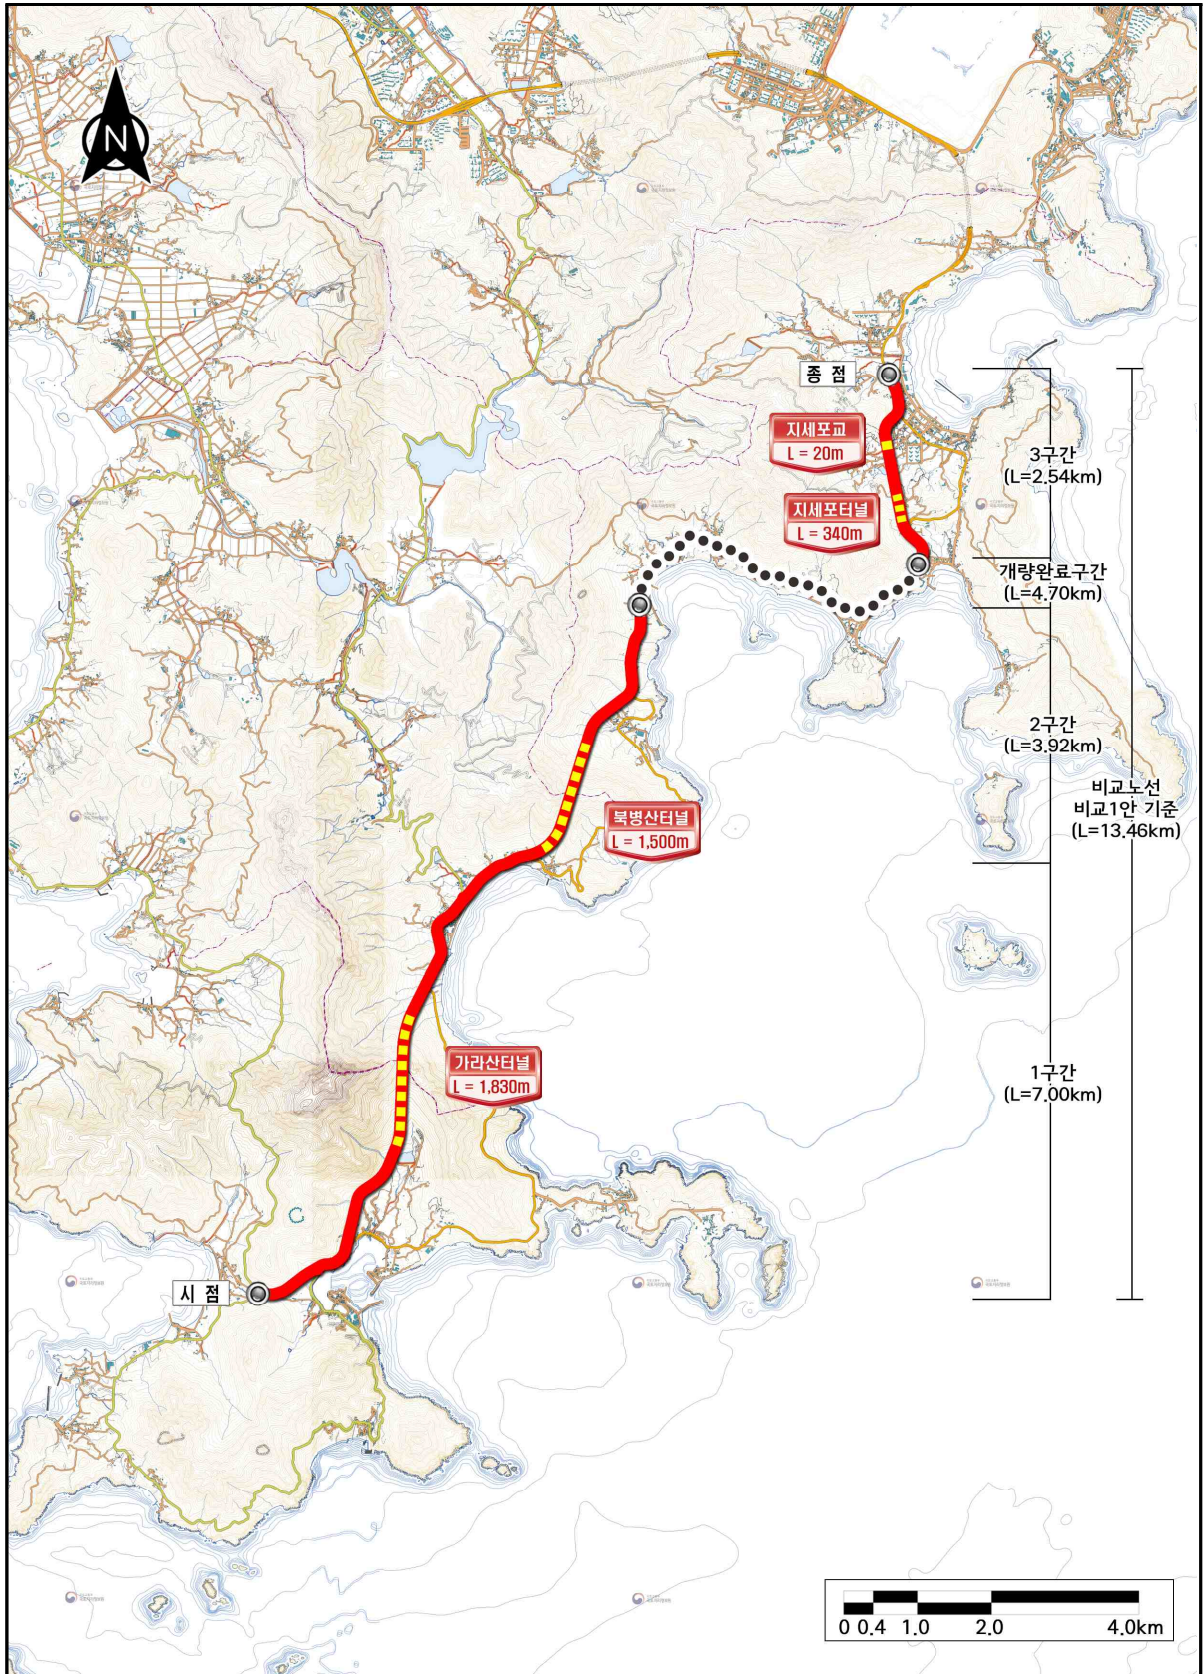 N
종 점
지세포교
L = 20m
지세포터널
L = 340m
3구간
(L=2.54km)
개량완료구간
(L=4.70km)
2구간
(L=3.92km)
비교노선
비교1안 기준
(L=13.46km)
북병산터널
L = 1,500m
1구간
(L=7.00km)
가라산터널
L = 1,830m
시 점
0 0.4 1.0 2.0 4.0km